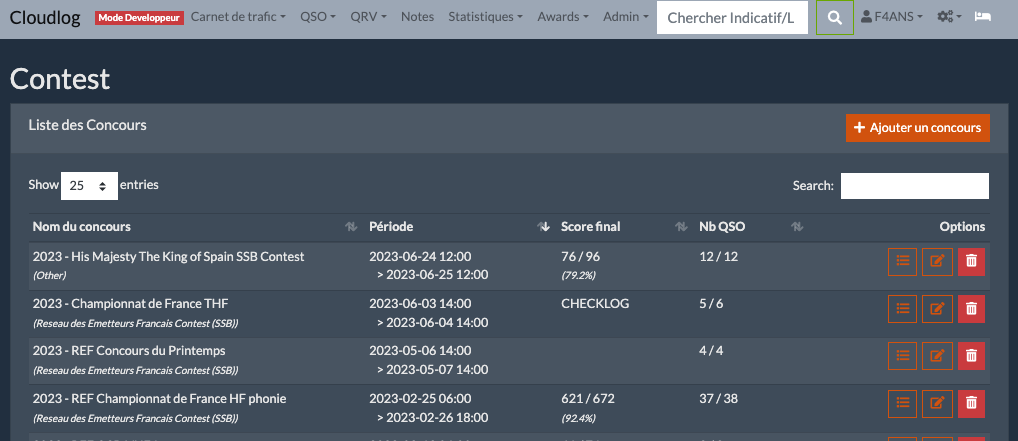 Cloudlog Mode Developpeur Carnet de trafic QSO QRV Notes Statistiques Awards Admin Chercher Indicatif/L F4ANS
Contest
Liste des Concours + Ajouter un concours
Show 25 entries Search:
Nom du concours Période Score final Nb QSO Options
2023 - His Majesty The King of Spain SSB Contest 2023-06-24 12:00 76 / 96 12 / 12
(Other) > 2023-06-25 12:00 (79.2%)
2023 - Championnat de France THF 2023-06-03 14:00 CHECKLOG 5 / 6
(Reseau des Emetteurs Francais Contest (SSB)) > 2023-06-04 14:00
2023 - REF Concours du Printemps 2023-05-06 14:00 4 / 4
(Reseau des Emetteurs Francais Contest (SSB)) > 2023-05-07 14:00
2023 - REF Championnat de France HF phonie 2023-02-25 06:00 621 / 672 37 / 38
(Reseau des Emetteurs Francais Contest (SSB)) > 2023-02-26 18:00 (92.4%)